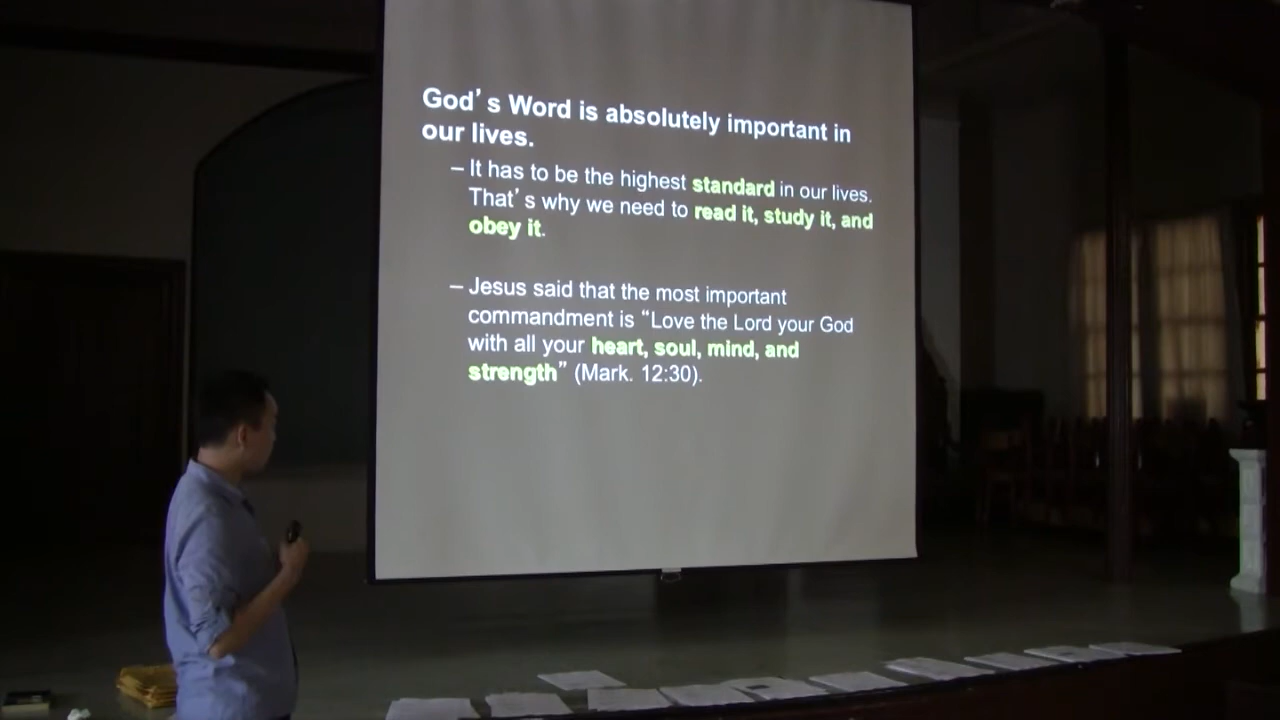 God's Word is absolutely important in
our lives.
– It has to be the highest standard in our lives.
That's why we need to read it, study it, and
obey it.
– Jesus said that the most important
commandment is “Love the Lord your God
with all your heart, soul, mind, and
strength” (Mark. 12:30).